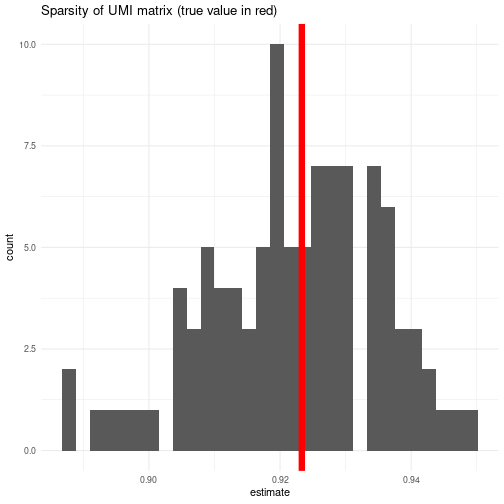 Sparsity of UMI matrix (true value in red)
10.0
7.5
5.0
2.5
0.0
count
0.90
0.92
0.94
estimate